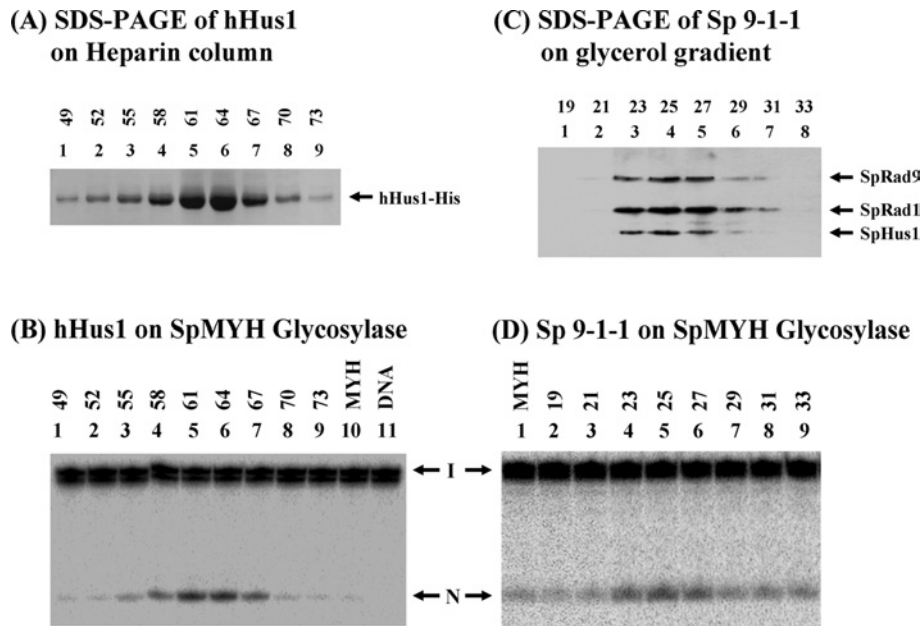 (A) SDS-PAGE of hHus1
on Heparin column
49 52 55 58 61 64 67 70 73
1 2 3 4 5 6 7 8 9
hHus1-His
(C) SDS-PAGE of Sp 9-1-1
on glycerol gradient
19 21 23 25 27 29 31 33
1 2 3 4 5 6 7 8
SpRad9
SpRad1
SpHus1
(B) hHus1 on SpMYH Glycosylase
49 52 55 58 61 64 67 70 73 MYH DNA
1 2 3 4 5 6 7 8 9 10 11
I
N
(D) Sp 9-1-1 on SpMYH Glycosylase
MYH 19 21 23 25 27 29 31 33
1 2 3 4 5 6 7 8 9